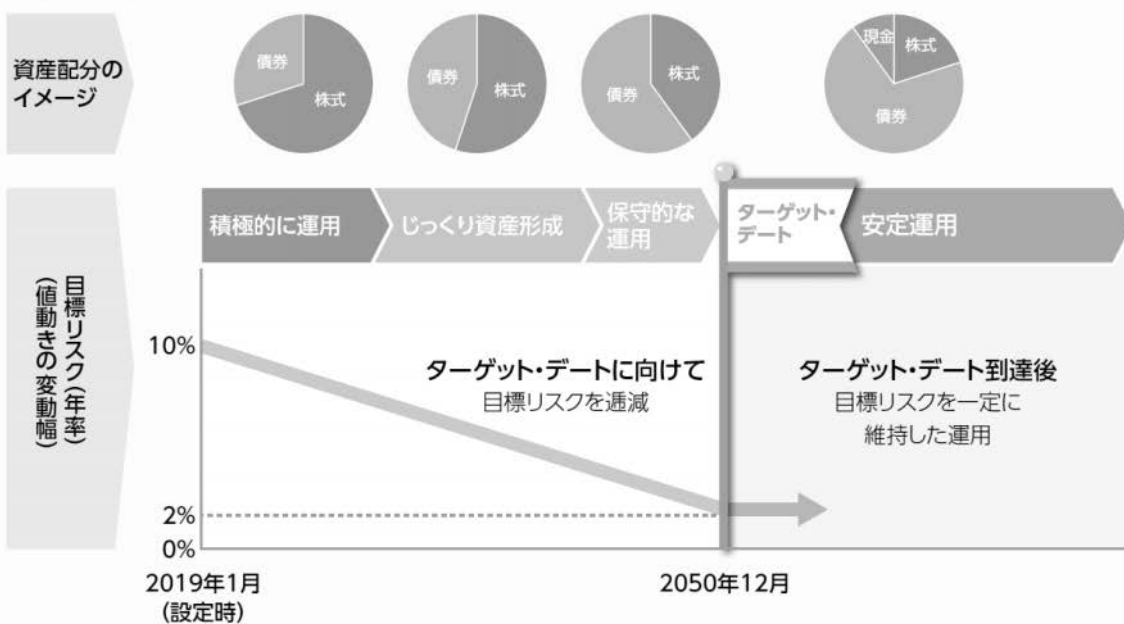 資産配分の
イメージ
債券
株式
債券
株式
債券
株式
現金
株式
債券
積極的に運用
じっくり資産形成
保守的な
運用
ターゲット・
デート
安定運用
目標リスク(年率)
(値動きの変動幅)
10%
ターゲット・デートに向けて
目標リスクを逓減
ターゲット・デート到達後
目標リスクを一定に
維持した運用
2%
0%
2019年1月
(設定時)
2050年12月